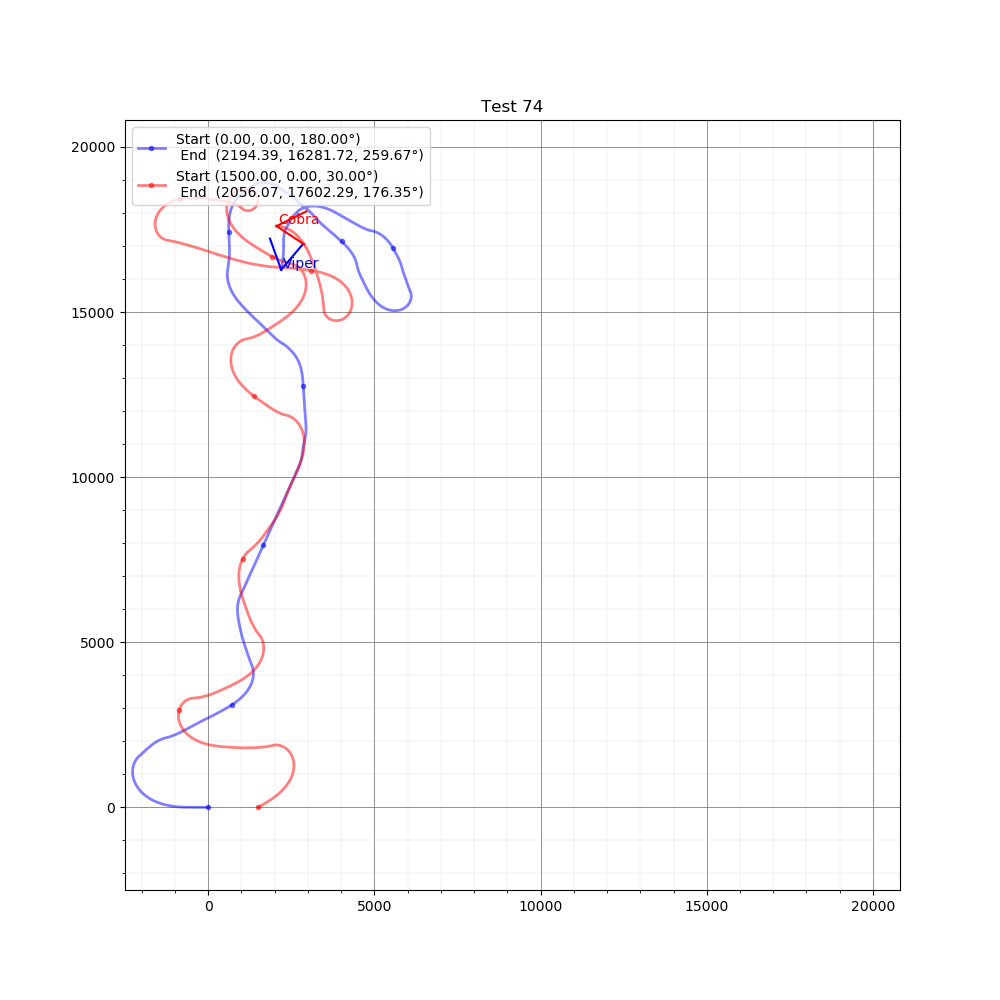 Test 74
Start (0.00, 0.00, 180.00°)
End (2194.39, 16281.72, 259.67°)
Start (1500.00, 0.00, 30.00°)
End (2056.07, 17602.29, 176.35°)
20000
15000
10000
5000
0
Cobra
Viper
0 5000 10000 15000 20000